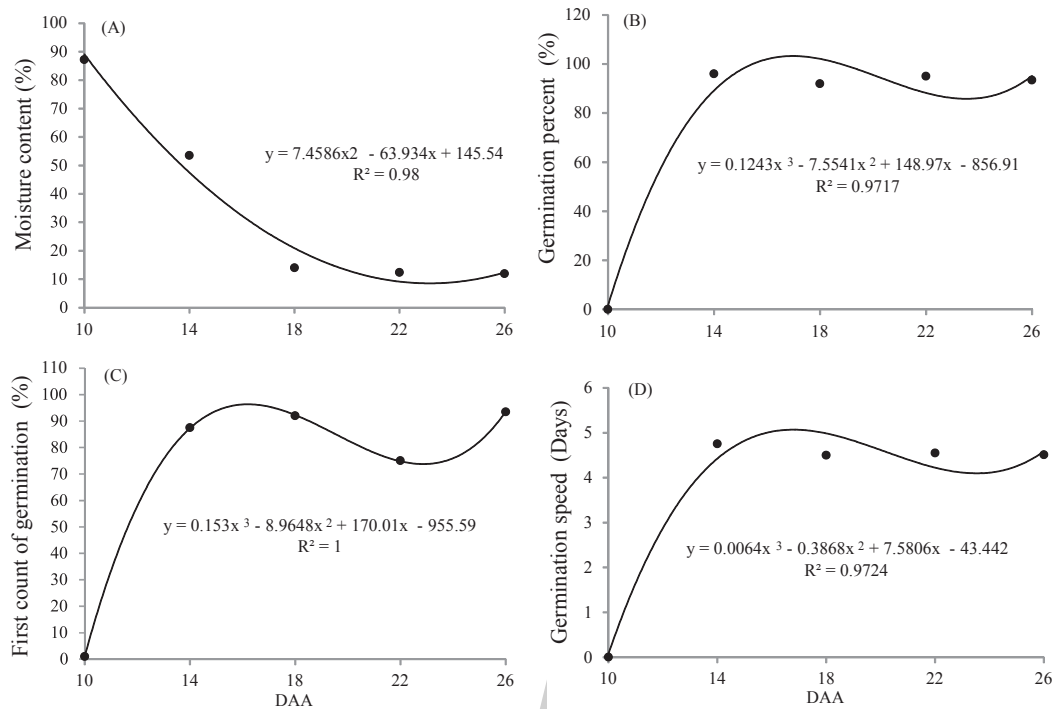 (A)
Moisture content (%)
100
90
80
70
60
50
40
30
20
10
0
y = 7.4586x2 - 63.934x + 145.54
R² = 0.98
10 14 18 22 26
(B)
Germination percent (%)
120
100
80
60
40
20
0
y = 0.1243x ³ - 7.5541x ² + 148.97x - 856.91
R² = 0.9717
10 14 18 22 26
(C)
First count of germination (%)
110
100
90
80
70
60
50
40
30
20
10
0
y = 0.153x ³ - 8.9648x ² + 170.01x - 955.59
R² = 1
10 14 18 22 26
DAA
(D)
Germination speed (Days)
6
5
4
3
2
1
0
y = 0.0064x ³ - 0.3868x ² + 7.5806x - 43.442
R² = 0.9724
10 14 18 22 26
DAA